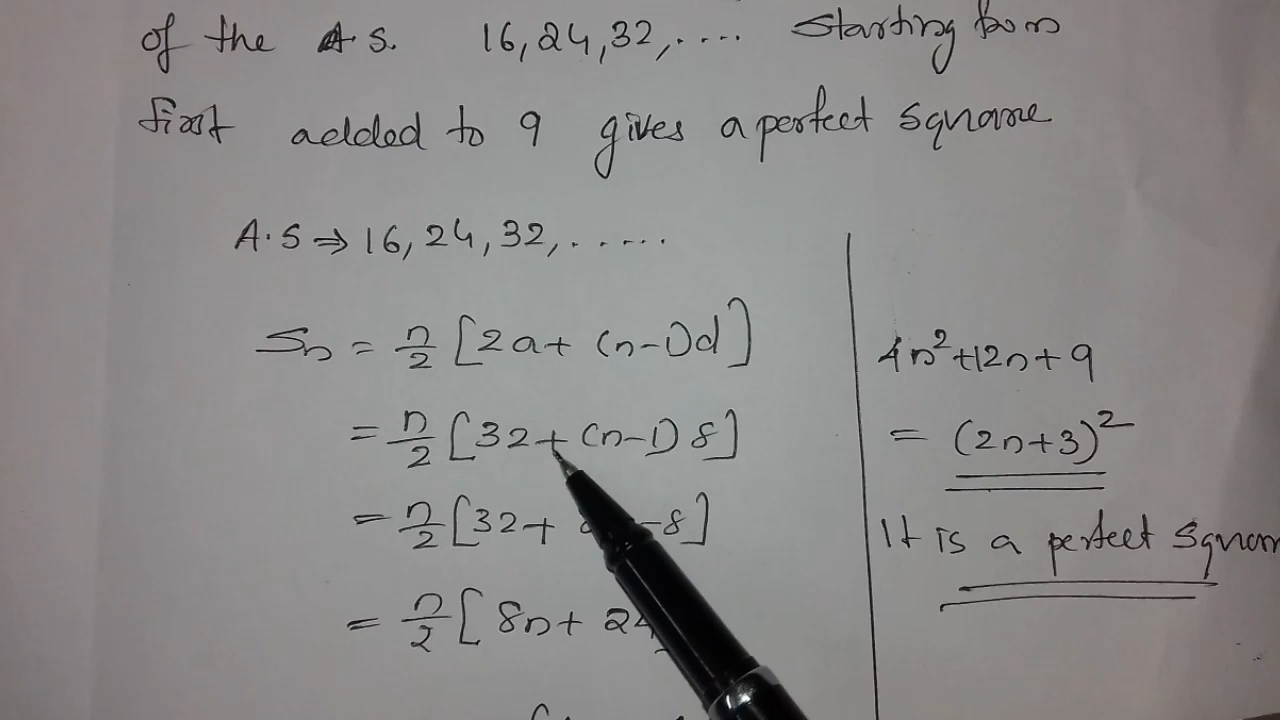 of the A.S. 16, 24, 32, .... Starting from
first added to 9 gives a perfect square
A.S ⇒ 16, 24, 32, .....
Sn = n/2 [2a + (n-1)d]
= n/2 [32 + (n-1) 8]
= n/2 [32 + -8]
= n/2 [8n + 24
4n² + 12n + 9
= (2n+3)²
It is a perfect Squar